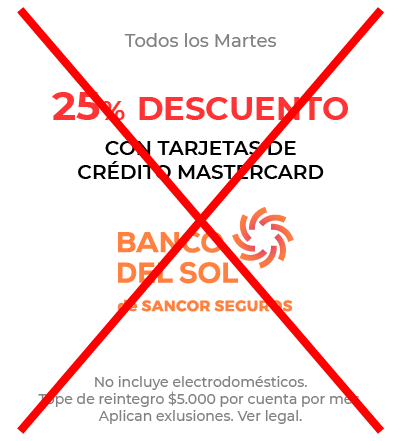 Todos los Martes
25% DESCUENTO
CON TARJETAS DE
CRÉDITO MASTERCARD
BANCO
DEL SOL
de SANCOR SEGUROS
No incluye electrodomésticos.
Tope de reintegro $5.000 por cuenta por mes.
Aplican exlusiones. Ver legal.